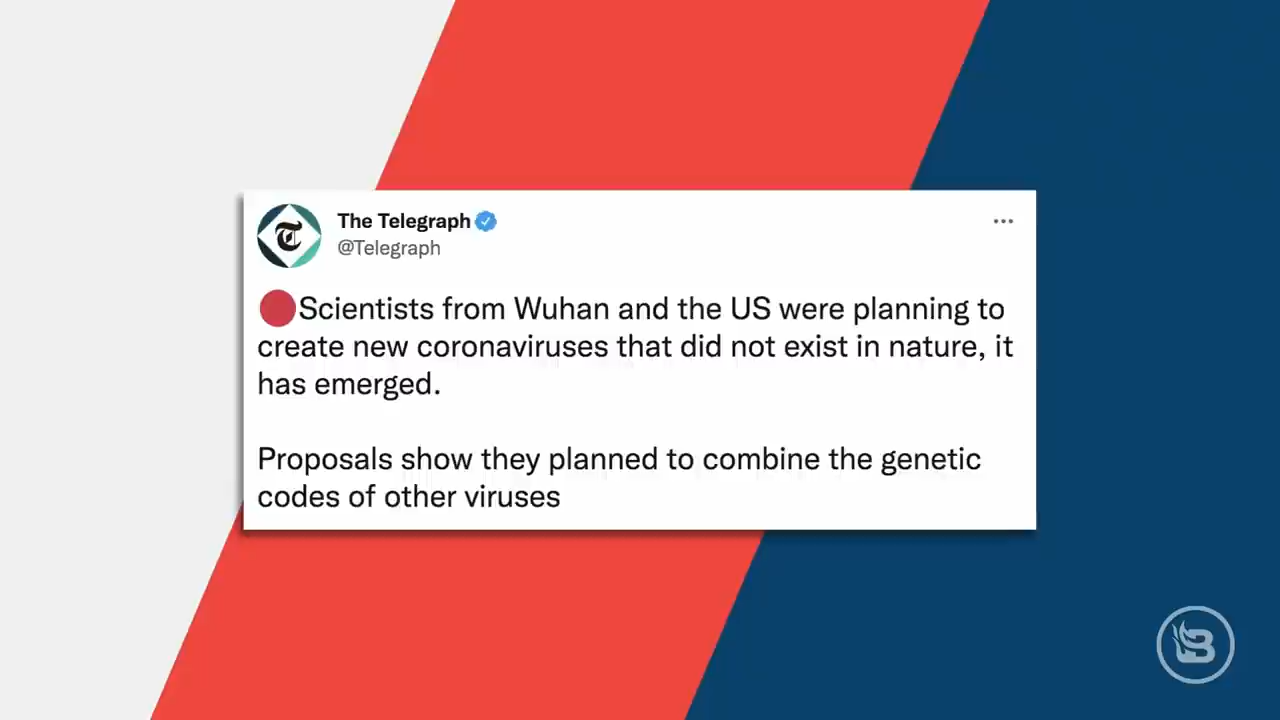 The Telegraph
@Telegraph
Scientists from Wuhan and the US were planning to
create new coronaviruses that did not exist in nature, it
has emerged.
Proposals show they planned to combine the genetic
codes of other viruses
T
B